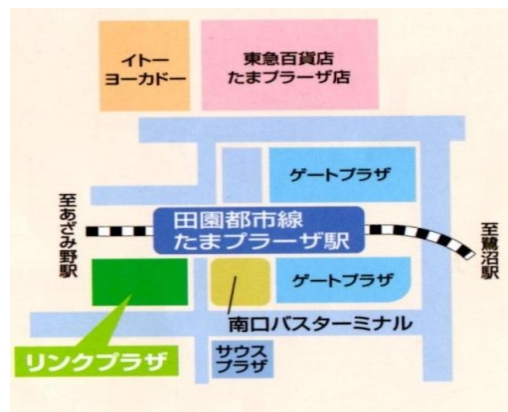 イトー
ヨーカドー
東急百貨店
たまプラーザ店
ゲートプラザ
至あざみ野駅
田園都市線
たまプラーザ駅
至鷺沼駅
ゲートプラザ
南口バスターミナル
リンクプラザ
サウス
プラザ